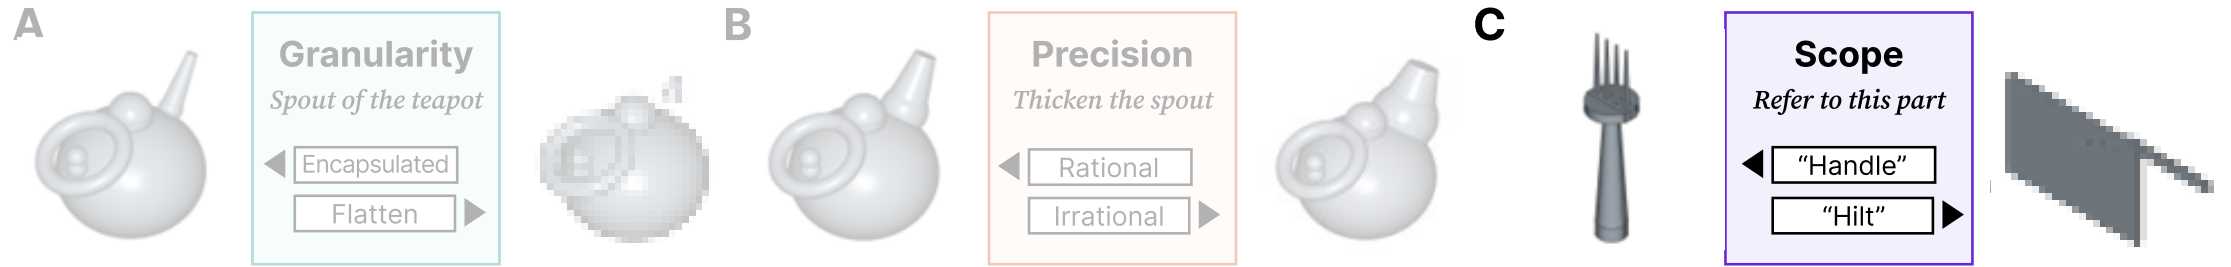 A
Granularity
Spout of the teapot
Encapsulated
Flatten
B
Precision
Thicken the spout
Rational
Irrational
C
Scope
Refer to this part
“Handle”
“Hilt”